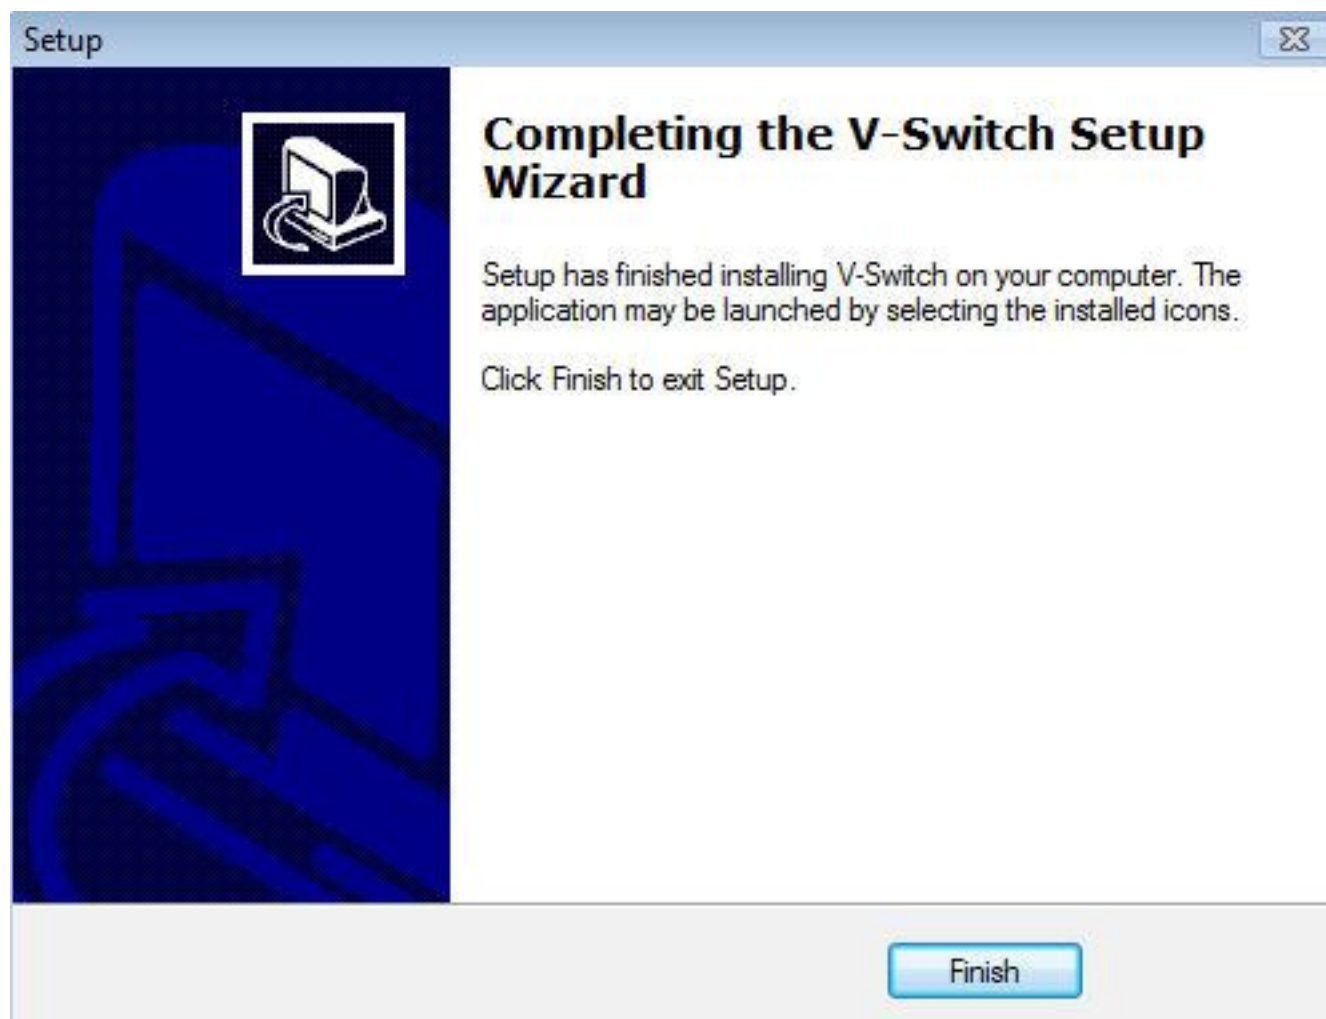 Setup
Completing the V-Switch Setup
Wizard
Setup has finished installing V-Switch on your computer. The
application may be launched by selecting the installed icons.
Click Finish to exit Setup.
Finish